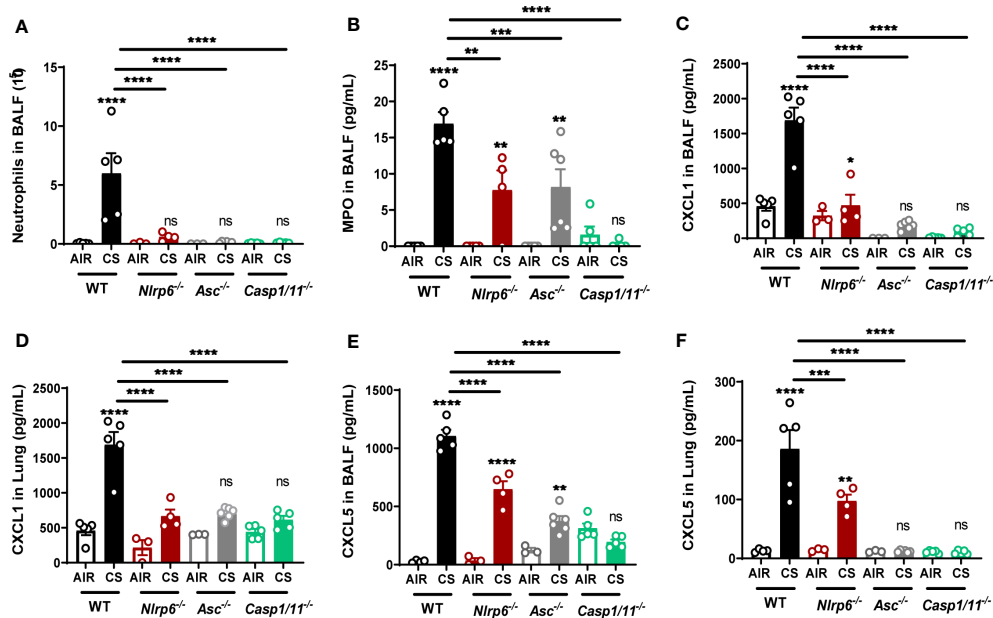 A
****
****
****
****
ns
ns
ns
Neutrophils in BALF (10
15
10
5
0
AIR CS AIR CS AIR CS AIR CS
WT Nlrp6-/- Asc-/- Casp1/11-/-
B
****
***
**
****
**
**
ns
MPO in BALF (pg/mL)
25
20
15
10
5
0
AIR CS AIR CS AIR CS AIR CS
WT Nlrp6-/- Asc-/- Casp1/11-/-
C
****
****
****
****
*
ns
ns
CXCL1 in BALF (pg/mL)
2500
2000
1500
1000
500
0
AIR CS AIR CS AIR CS AIR CS
WT Nlrp6-/- Asc-/- Casp1/11-/-
D
****
****
****
****
ns
ns
CXCL1 in Lung (pg/mL)
2500
2000
1500
1000
500
0
AIR CS AIR CS AIR CS AIR CS
WT Nlrp6-/- Asc-/- Casp1/11-/-
E
****
****
****
****
****
**
ns
CXCL5 in BALF (pg/mL)
1500
1000
500
0
AIR CS AIR CS AIR CS AIR CS
WT Nlrp6-/- Asc-/- Casp1/11-/-
F
****
****
***
****
**
ns
ns
CXCL5 in Lung (pg/mL)
300
200
100
0
AIR CS AIR CS AIR CS AIR CS
WT Nlrp6-/- Asc-/- Casp1/11-/-